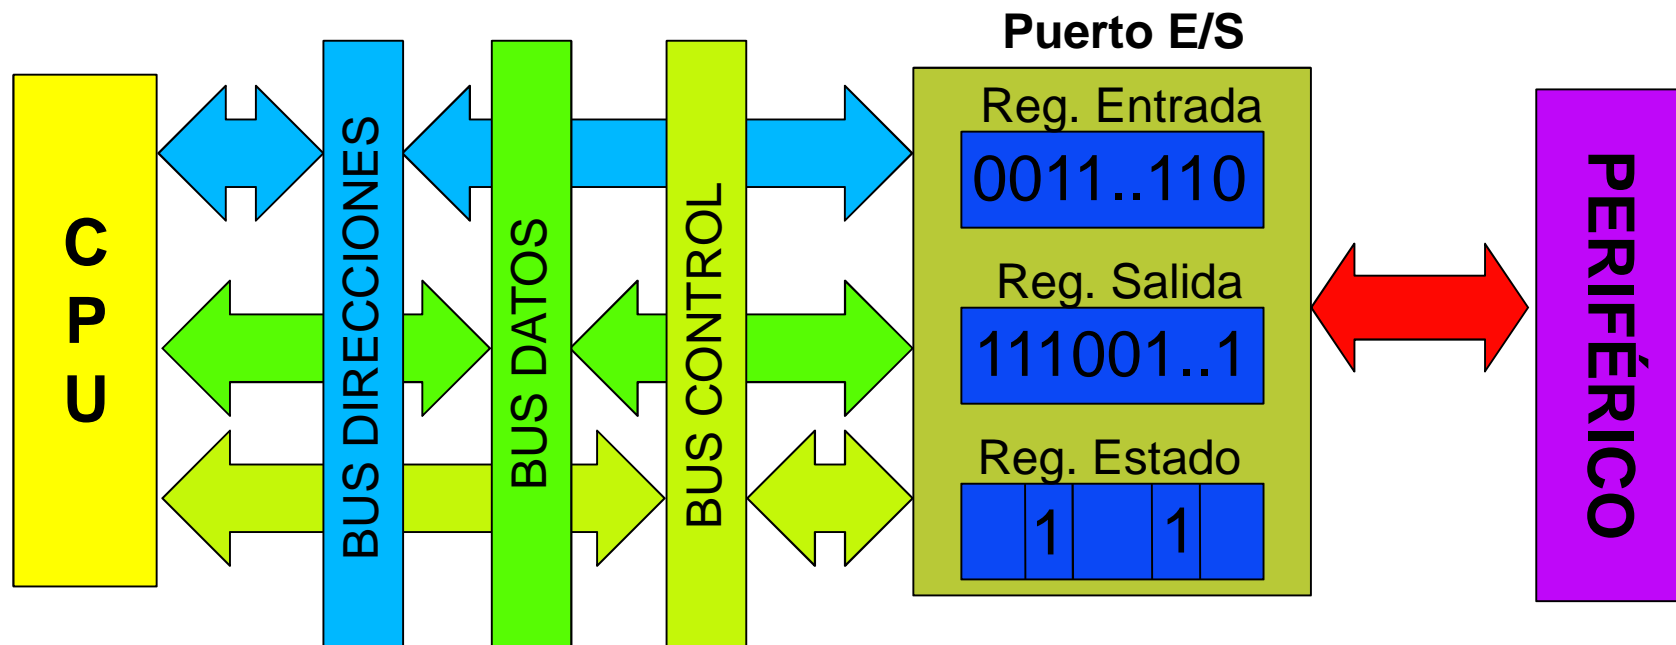 CPU
BUS DIRECCIONES
BUS DATOS
BUS CONTROL
Puerto E/S
Reg. Entrada
0011..110
Reg. Salida
111001..1
Reg. Estado
1 1
PERIFÉRICO